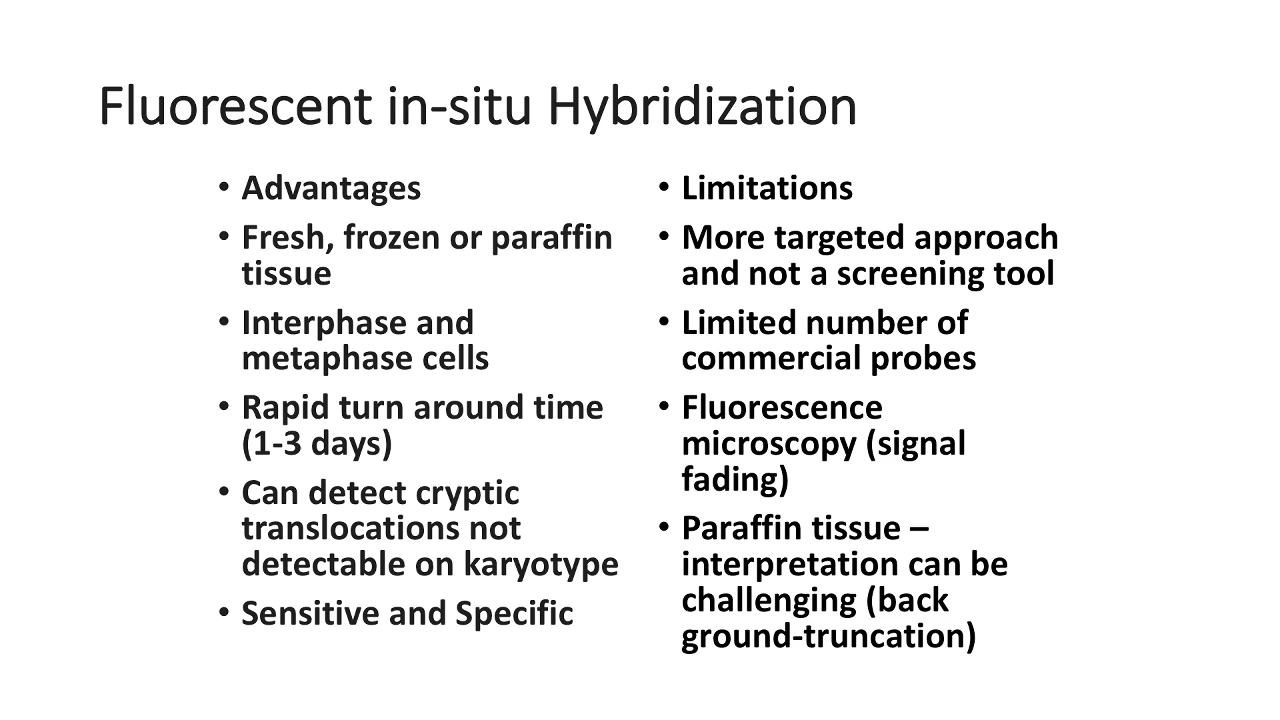 Fluorescent in-situ Hybridization
• Advantages
• Fresh, frozen or paraffin
tissue
• Interphase and
metaphase cells
• Rapid turn around time
(1-3 days)
• Can detect cryptic
translocations not
detectable on karyotype
• Sensitive and Specific
• Limitations
• More targeted approach
and not a screening tool
• Limited number of
commercial probes
• Fluorescence
microscopy (signal
fading)
• Paraffin tissue –
interpretation can be
challenging (back
ground-truncation)